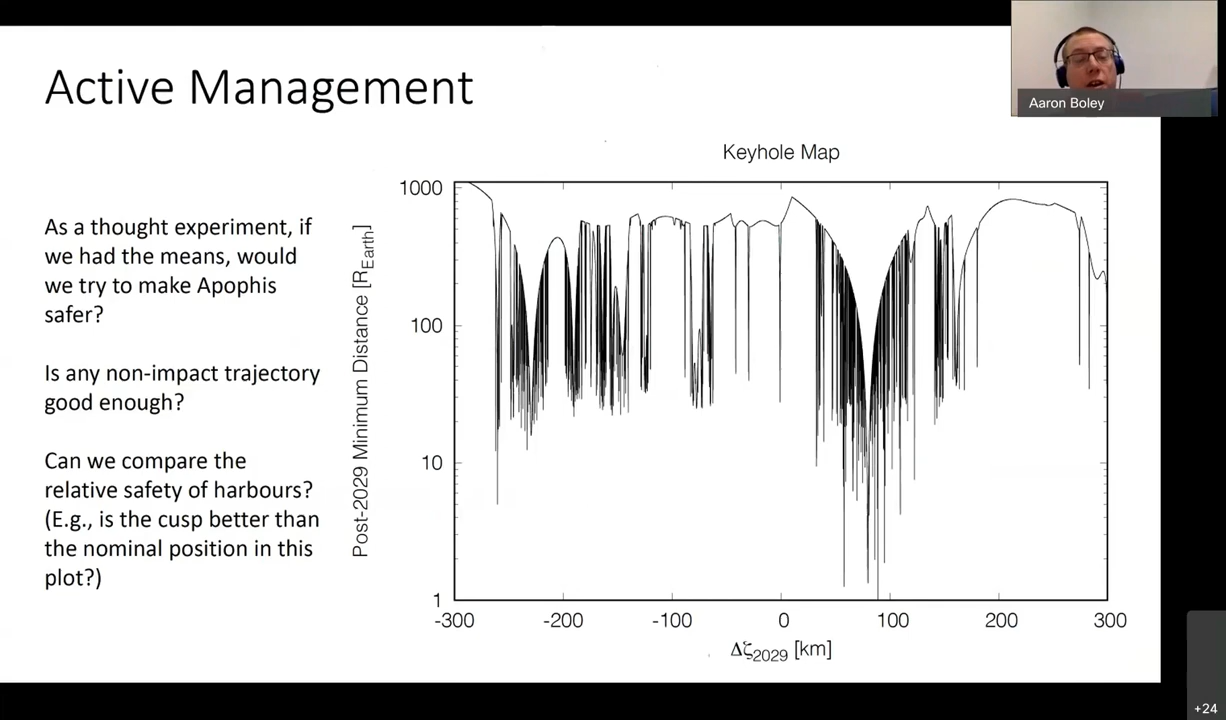 Active Management
Aaron Boley
As a thought experiment, if
we had the means, would
we try to make Apophis
safer?
Is any non-impact trajectory
good enough?
Can we compare the
relative safety of harbours?
(E.g., is the cusp better than
the nominal position in this
plot?)
Keyhole Map
Post-2029 Minimum Distance [R_Earth]
1000
100
10
1
-300 -200 -100 0 100 200 300
Δζ2029 [km]
+24